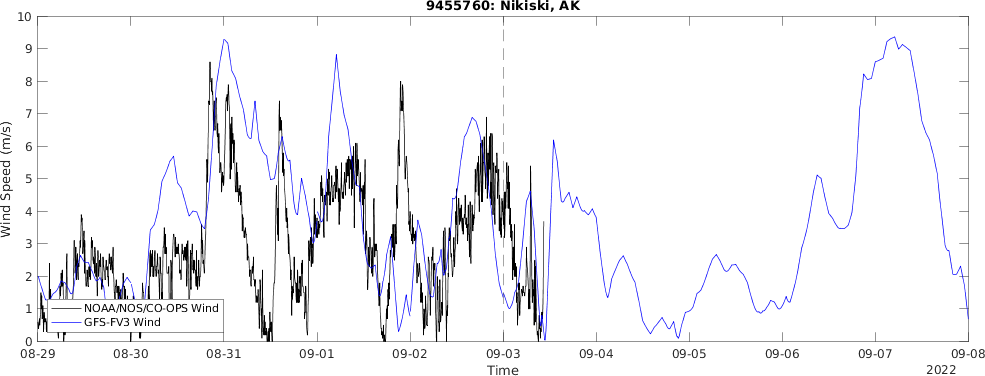 9455760: Nikiski, AK
Wind Speed (m/s)
10
9
8
7
6
5
4
3
2
1
0
NOAA/NOS/CO-OPS Wind
GFS-FV3 Wind
08-29 08-30 08-31 09-01 09-02 09-03 09-04 09-05 09-06 09-07 09-08
Time
2022